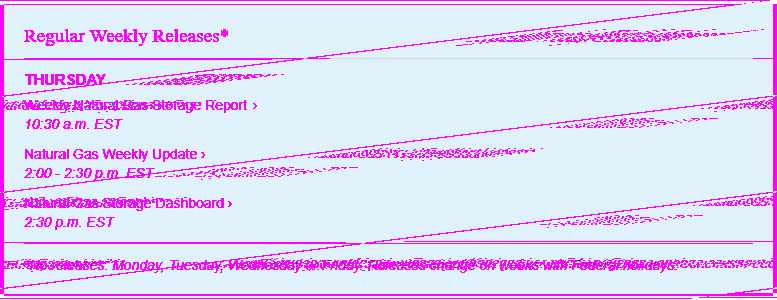 Regular Weekly Releases*
THURSDAY
Weekly Natural Gas Storage Report ›
10:30 a.m. EST
Natural Gas Weekly Update ›
2:00 - 2:30 p.m. EST
Natural Gas Storage Dashboard ›
2:30 p.m. EST
releases: Monday, Tuesday, Wednesday or Friday. Releases change on weeks with Federal holidays.